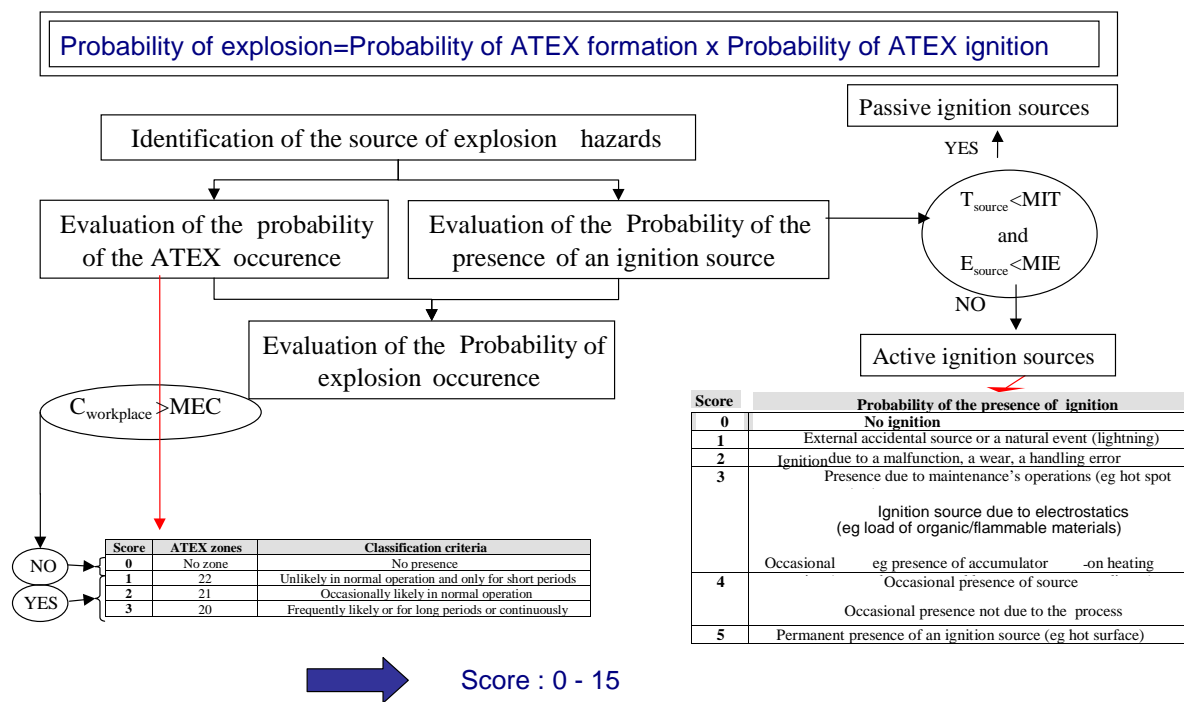 Probability of explosion=Probability of ATEX formation x Probability of ATEX ignition
Passive ignition sources
Identification of the source of explosion hazards
YES
Evaluation of the probability
of the ATEX occurence
Evaluation of the Probability of the
presence of an ignition source
Tsource<MIT
and
Esource<MIE
NO
Evaluation of the Probability of
explosion occurence
Active ignition sources
Cworkplace >MEC
Score Probability of the presence of ignition
0 No ignition
1 External accidental source or a natural event (lightning)
2 Ignition due to a malfunction, a wear, a handling error
3 Presence due to maintenance's operations (eg hot spot
Ignition source due to electrostatics
(eg load of organic/flammable materials)
Occasional eg presence of accumulator -on heating
4 Occasional presence of source
Occasional presence not due to the process
5 Permanent presence of an ignition source (eg hot surface)
NO
YES
Score ATEX zones Classification criteria
0 No zone No presence
1 22 Unlikely in normal operation and only for short periods
2 21 Occasionally likely in normal operation
3 20 Frequently likely or for long periods or continuously
Score : 0 - 15